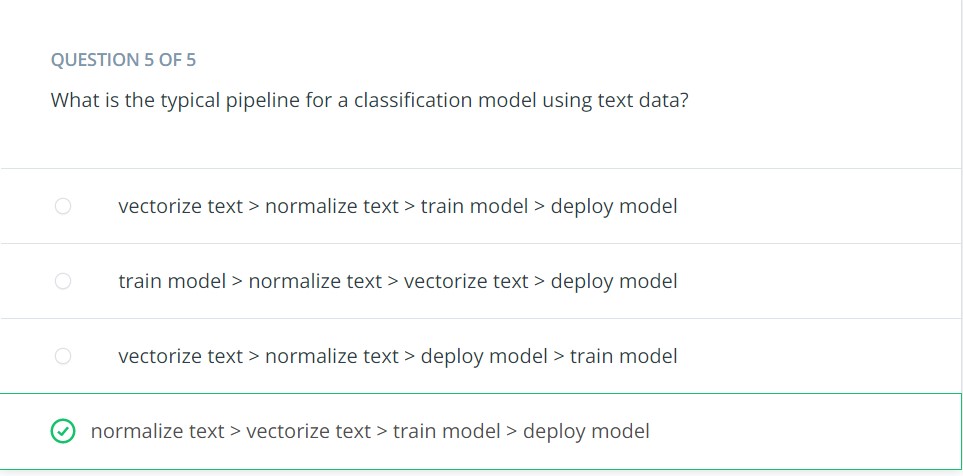 QUESTION 5 OF 5
What is the typical pipeline for a classification model using text data?
vectorize text > normalize text > train model > deploy model
train model > normalize text > vectorize text > deploy model
vectorize text > normalize text > deploy model > train model
normalize text > vectorize text > train model > deploy model